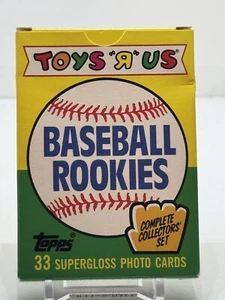 TOYS "Я" US
BASEBALL
ROOKIES
COMPLETE
COLLECTORS'
SET
Topps
33 SUPERGLOSS PHOTO CARDS